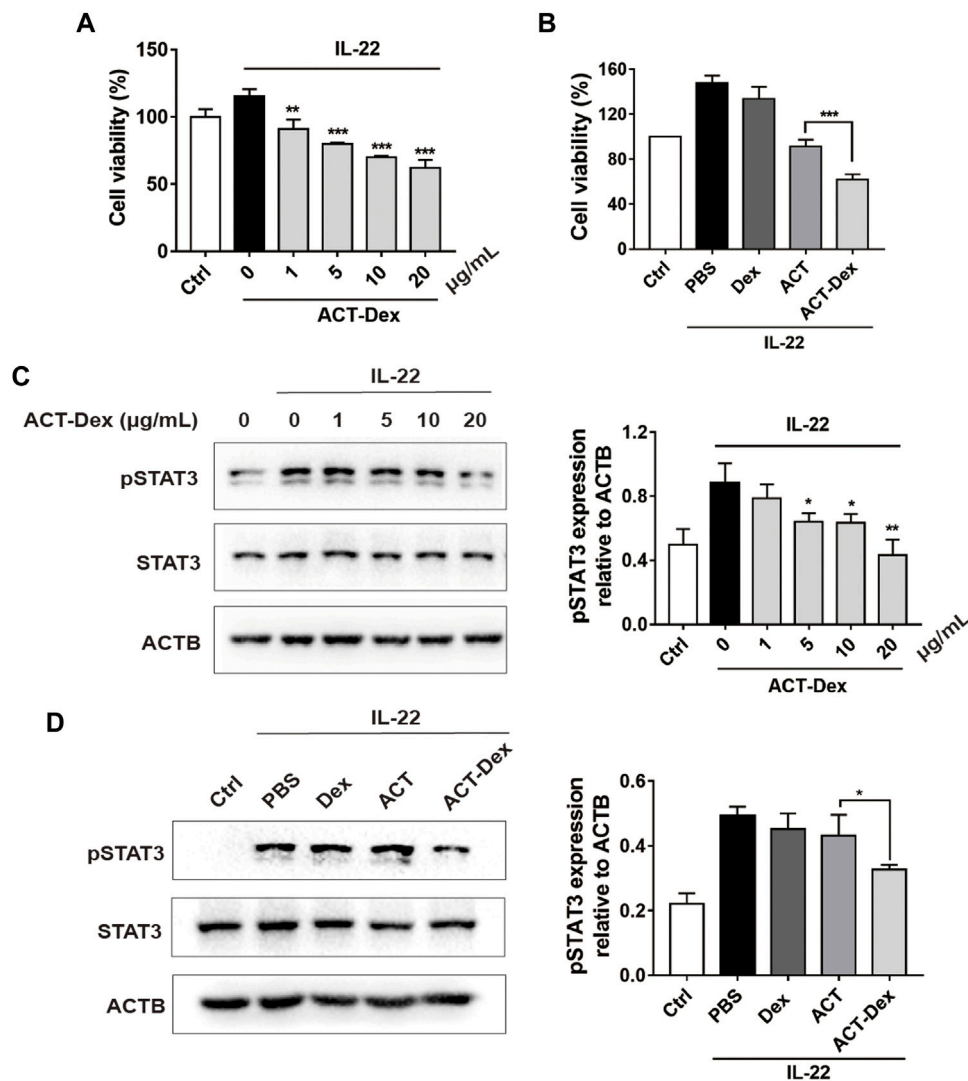 A
IL-22
Cell viability (%)
150
100
50
0
** *** *** ***
Ctrl 0 1 5 10 20 µg/mL
ACT-Dex
B
Cell viability (%)
160
120
80
40
0
***
Ctrl PBS Dex ACT ACT-Dex
IL-22
C
IL-22
ACT-Dex (µg/mL) 0 0 1 5 10 20
pSTAT3
STAT3
ACTB
IL-22
pSTAT3 expression
relative to ACTB
1.2
0.8
0.4
0.0
* * **
Ctrl 0 1 5 10 20 µg/mL
ACT-Dex
D
IL-22
Ctrl PBS Dex ACT ACT-Dex
pSTAT3
STAT3
ACTB
pSTAT3 expression
relative to ACTB
0.6
0.4
0.2
0.0
*
Ctrl PBS Dex ACT ACT-Dex
IL-22